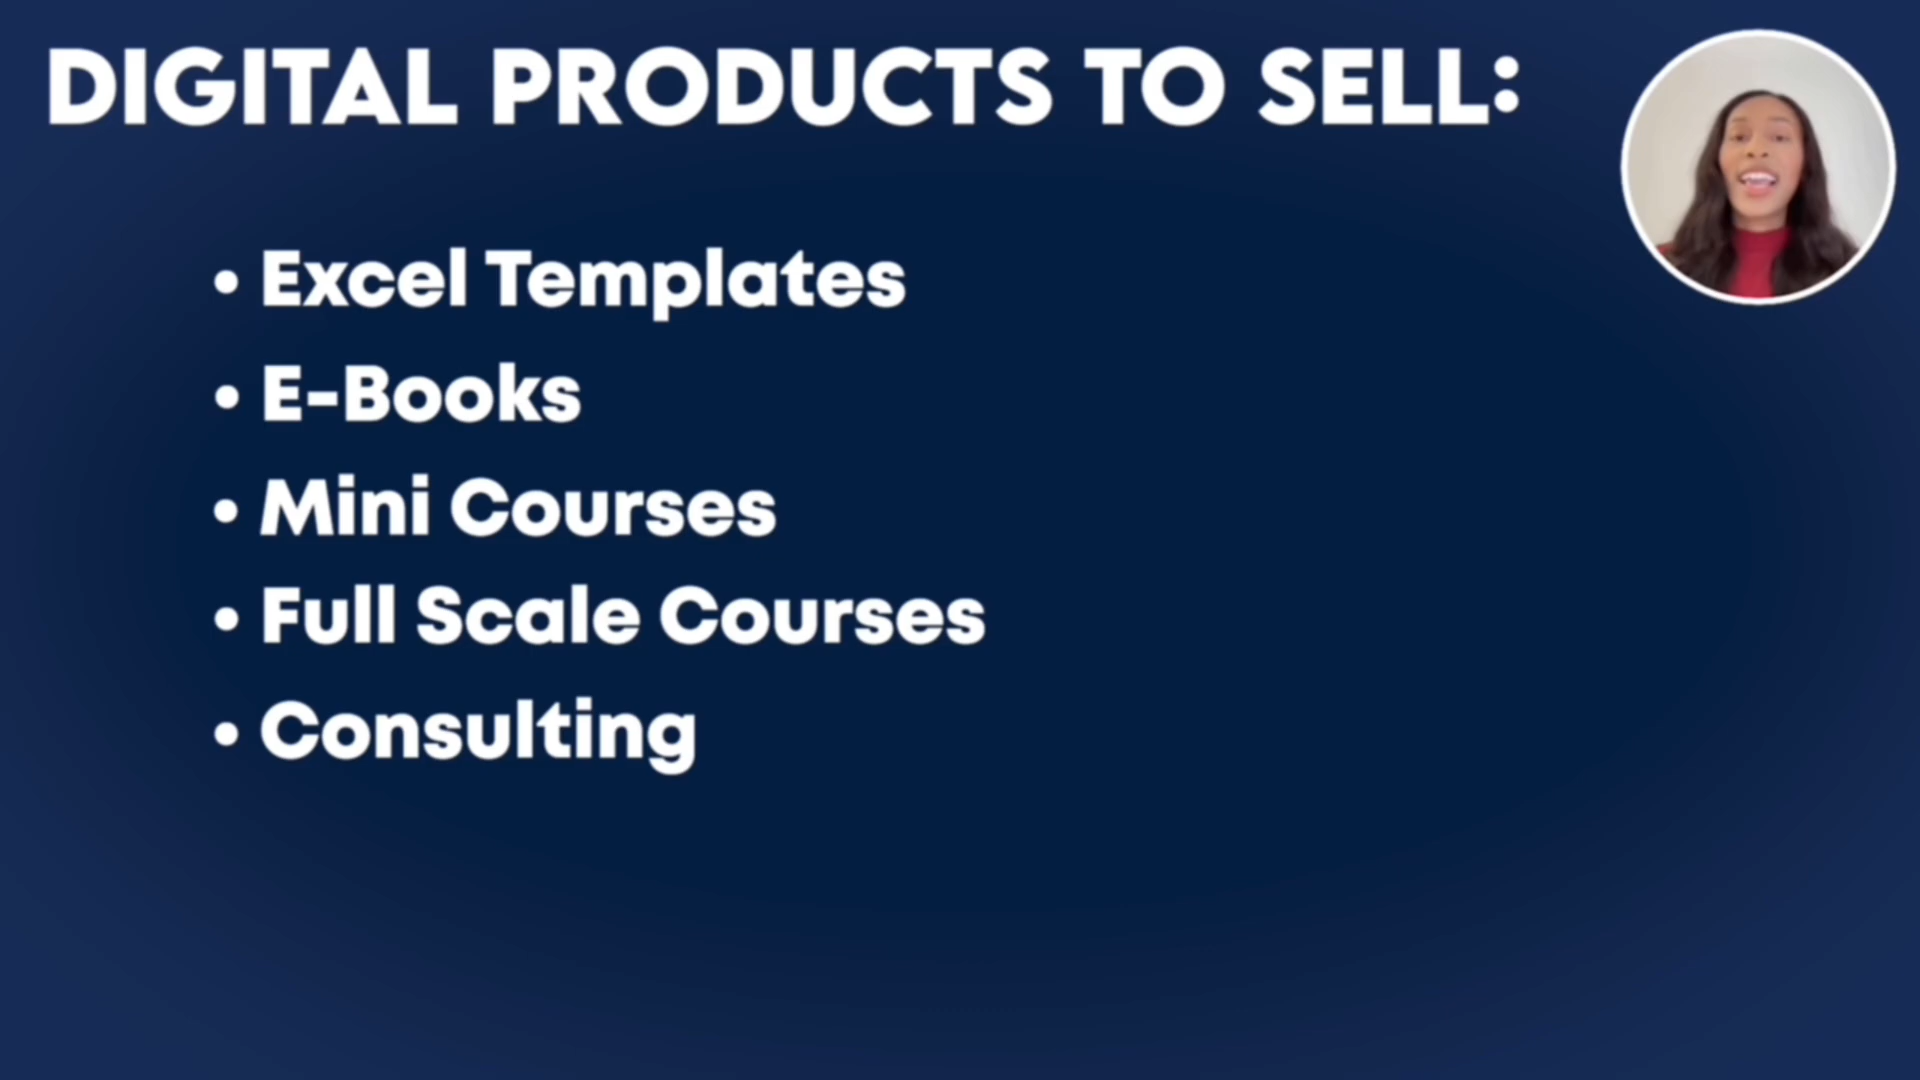 DIGITAL PRODUCTS TO SELL:
• Excel Templates
• E-Books
• Mini Courses
• Full Scale Courses
• Consulting